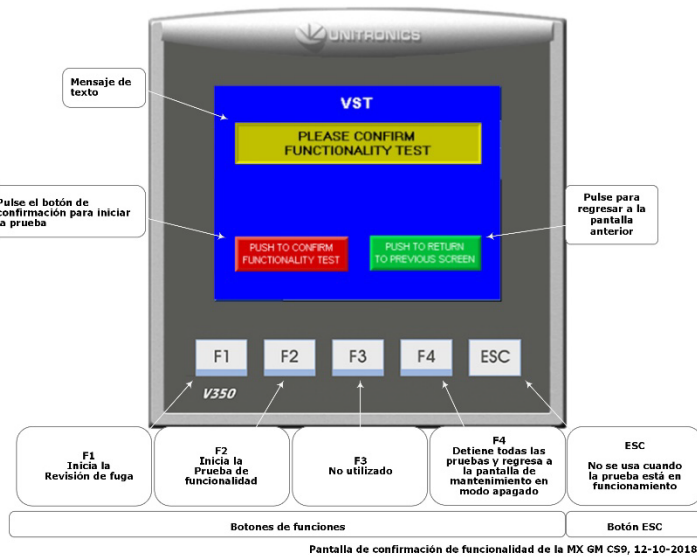 UNITRONICS
Mensaje de
texto
VST
PLEASE CONFIRM
FUNCTIONALITY TEST
Pulse el botón de
confirmación para iniciar
la prueba
Pulse para
regresar a la
pantalla
anterior
PUSH TO CONFIRM
FUNCTIONALITY TEST
PUSH TO RETURN
TO PREVIOUS SCREEN
F1
F2
F3
F4
ESC
V350
F1
Inicia la
Revisión de fuga
F2
Inicia la
Prueba de
funcionalidad
F3
No utilizado
F4
Detiene todas las
pruebas y regresa a
la pantalla de
mantenimiento en
modo apagado
ESC
No se usa cuando
la prueba está en
funcionamiento
Botones de funciones
Botón ESC
Pantalla de confirmación de funcionalidad de la MX GM CS9, 12-10-2018